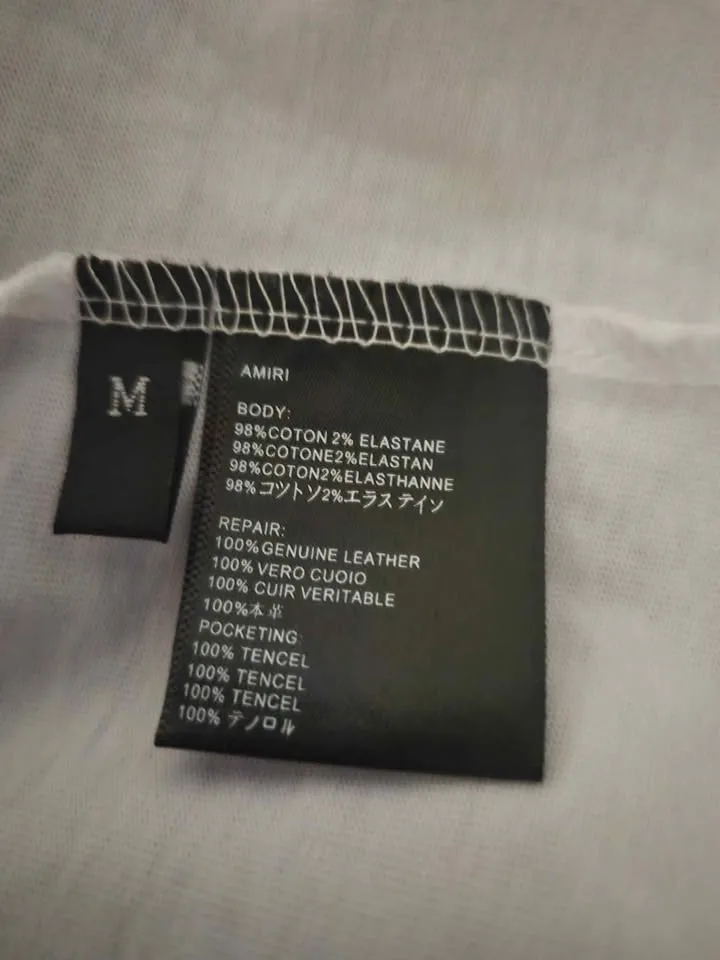 M
AMIRI
BODY:
98%COTON 2% ELASTANE
98%COTONE2%ELASTAN
98%COTON2%ELASTHANNE
98%コツトソ2%エラス テイン
REPAIR:
100%GENUINE LEATHER
100% VERO CUOIO
100% CUIR VERITABLE
100%本革
POCKETING:
100% TENCEL
100% TENCEL
100% TENCEL
100% テノロル